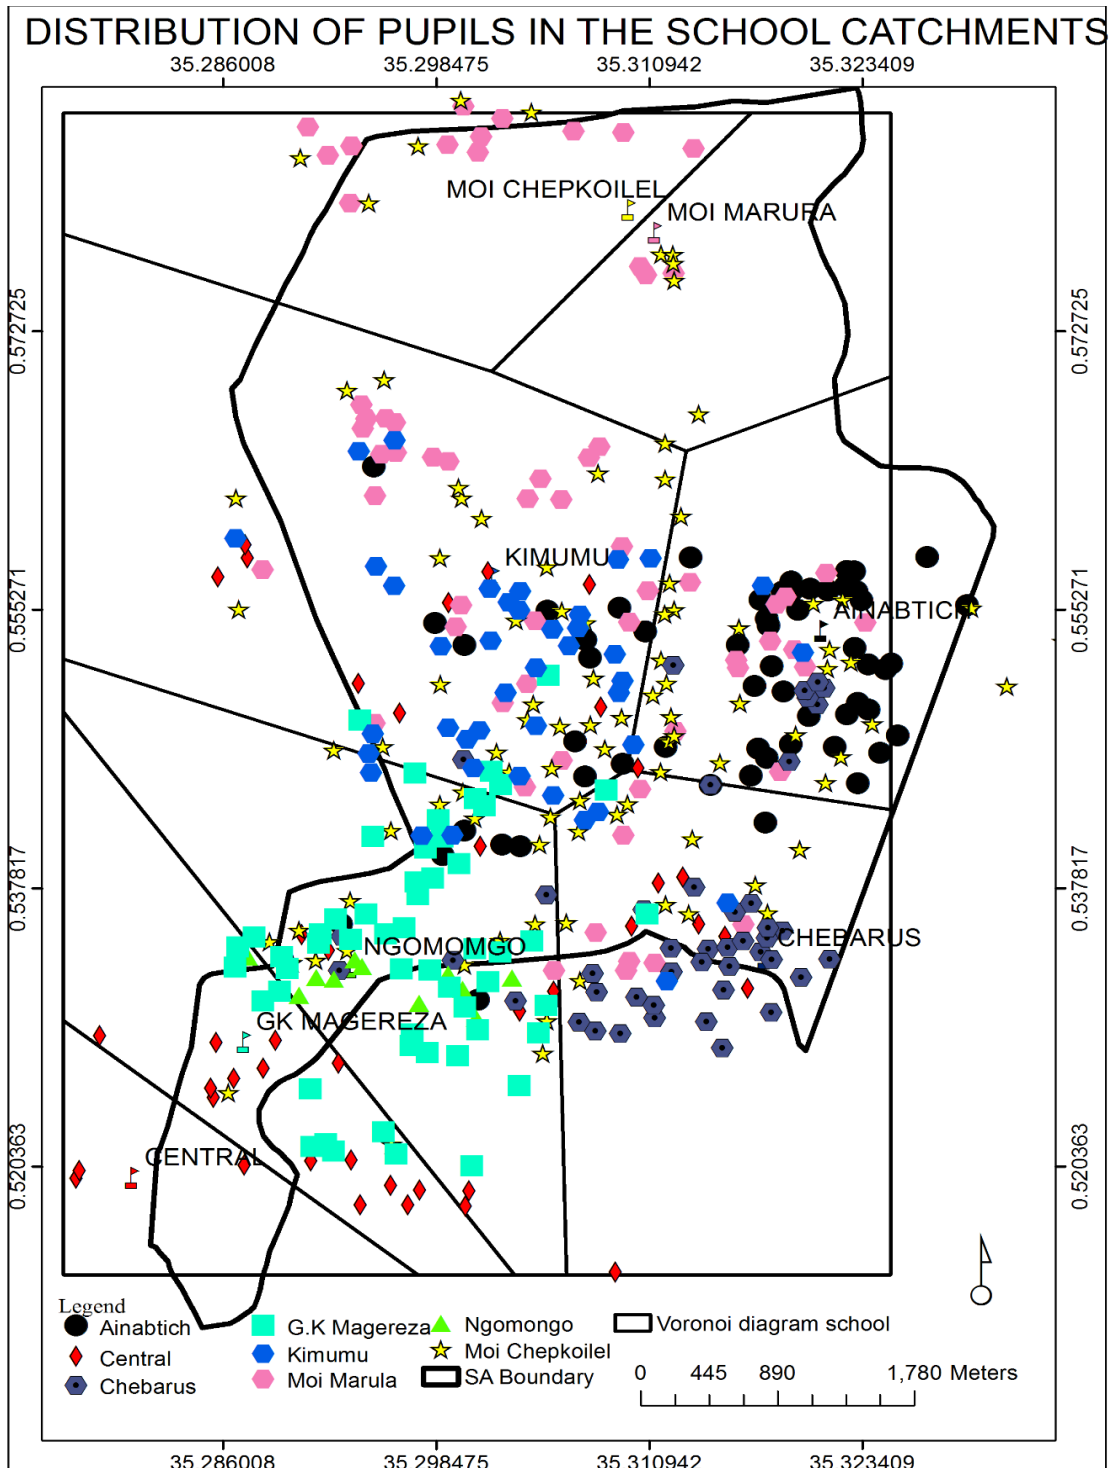 DISTRIBUTION OF PUPILS IN THE SCHOOL CATCHMENTS
35.286008 35.298475 35.310942 35.323409
MOI CHEPKOILEL
MOI MARURA
0.572725 0.572725
KIMUMU
0.55271 0.55271
AINABTICH
0.537817 0.537817
NGOMOMGO
CHEBARUS
GK MAGEREZA
CENTRAL
0.520363 0.520363
Legend
Ainabtich
Central
Chebarus
G.K Magereza
Kimumu
Moi Marula
Ngomongo
Moi Chepkoilel
SA Boundary
Voronoi diagram school
0 445 890 1,780 Meters
35.286008 35.298475 35.310942 35.323409